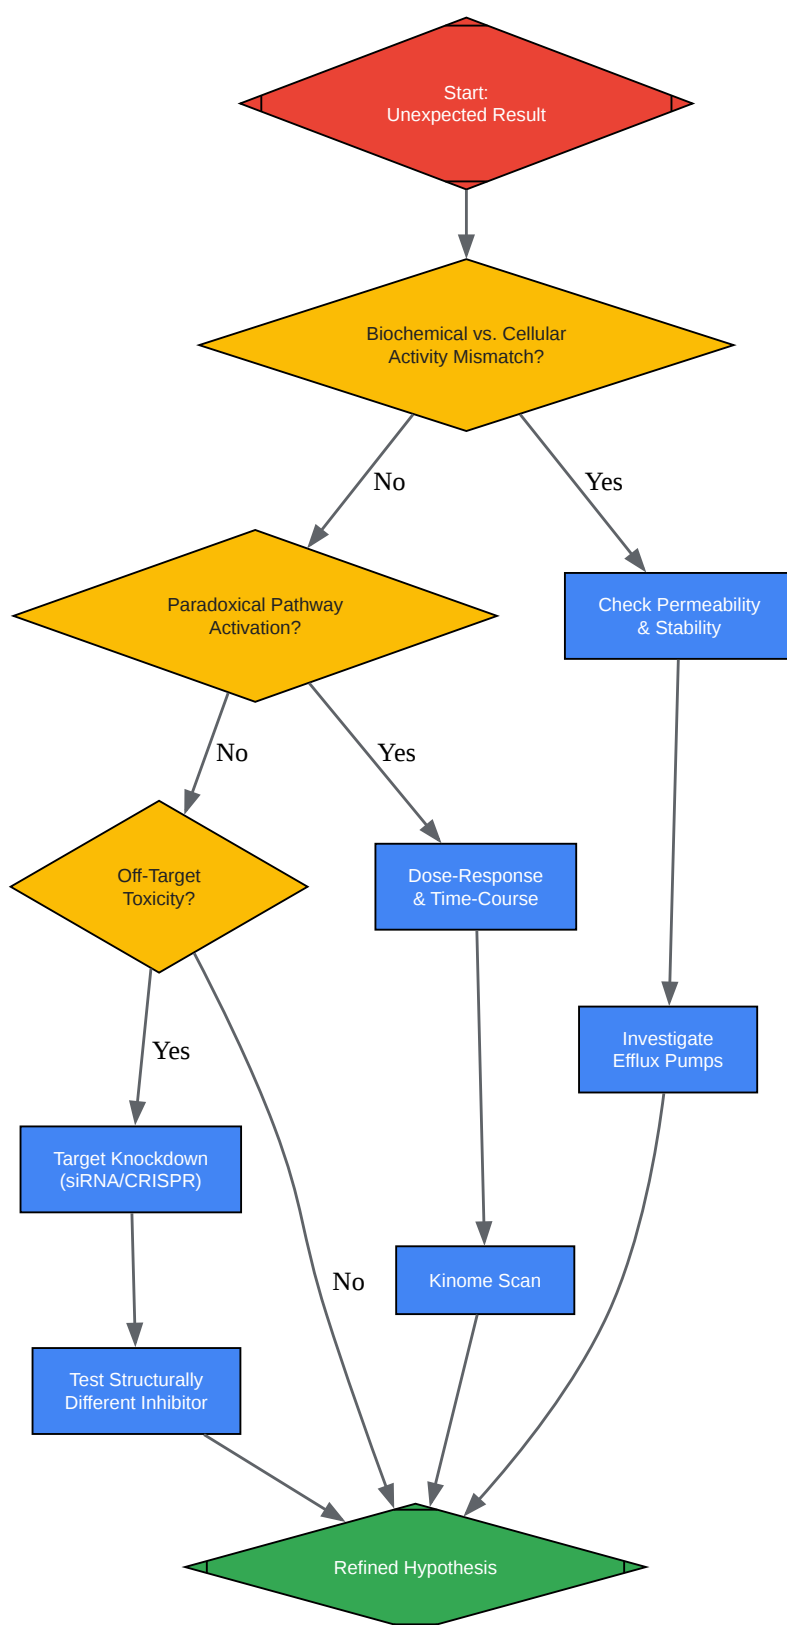 Start:
Unexpected Result
Biochemical vs. Cellular
Activity Mismatch?
No
Yes
Paradoxical Pathway
Activation?
Check Permeability
& Stability
No
Yes
Off-Target
Toxicity?
Dose-Response
& Time-Course
Investigate
Efflux Pumps
Yes
Target Knockdown
(siRNA/CRISPR)
No
Kinome Scan
Test Structurally
Different Inhibitor
Refined Hypothesis